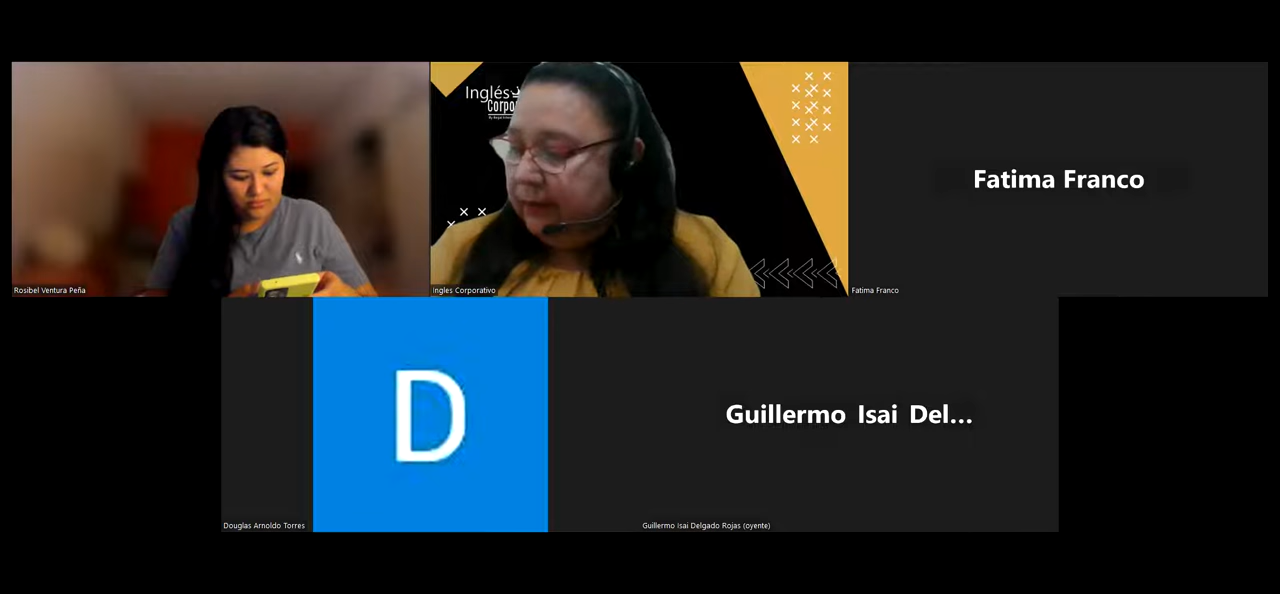 Inglés
Corpo
Rosibel Ventura Peña
Ingles Corporativo
Fatima Franco
Fatima Franco
D
Guillermo Isai Del...
Douglas Arnoldo Torres
Guillermo Isai Delgado Rojas (oyente)